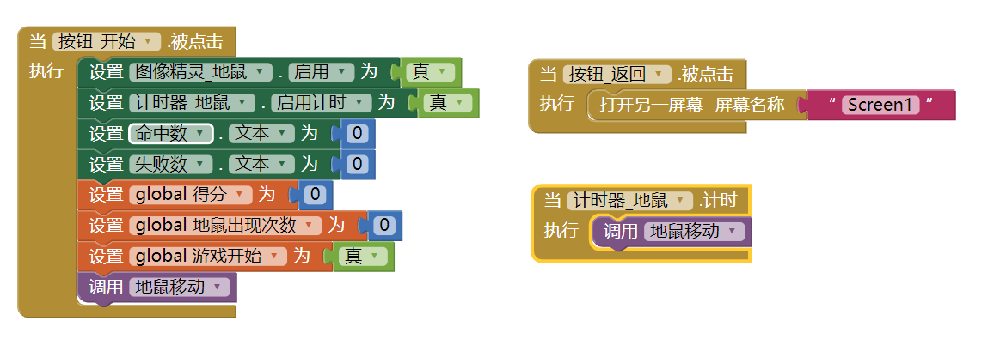 当 按钮_开始 .被点击
执行 设置 图像精灵_地鼠 . 启用 为 真
设置 计时器_地鼠 . 启用计时 为 真
设置 命中数 . 文本 为 0
设置 失败数 . 文本 为 0
设置 global 得分 为 0
设置 global 地鼠出现次数 为 0
设置 global 游戏开始 为 真
调用 地鼠移动
当 按钮_返回 .被点击
执行 打开另一屏幕 屏幕名称 “ Screen1 ”
当 计时器_地鼠 .计时
执行 调用 地鼠移动